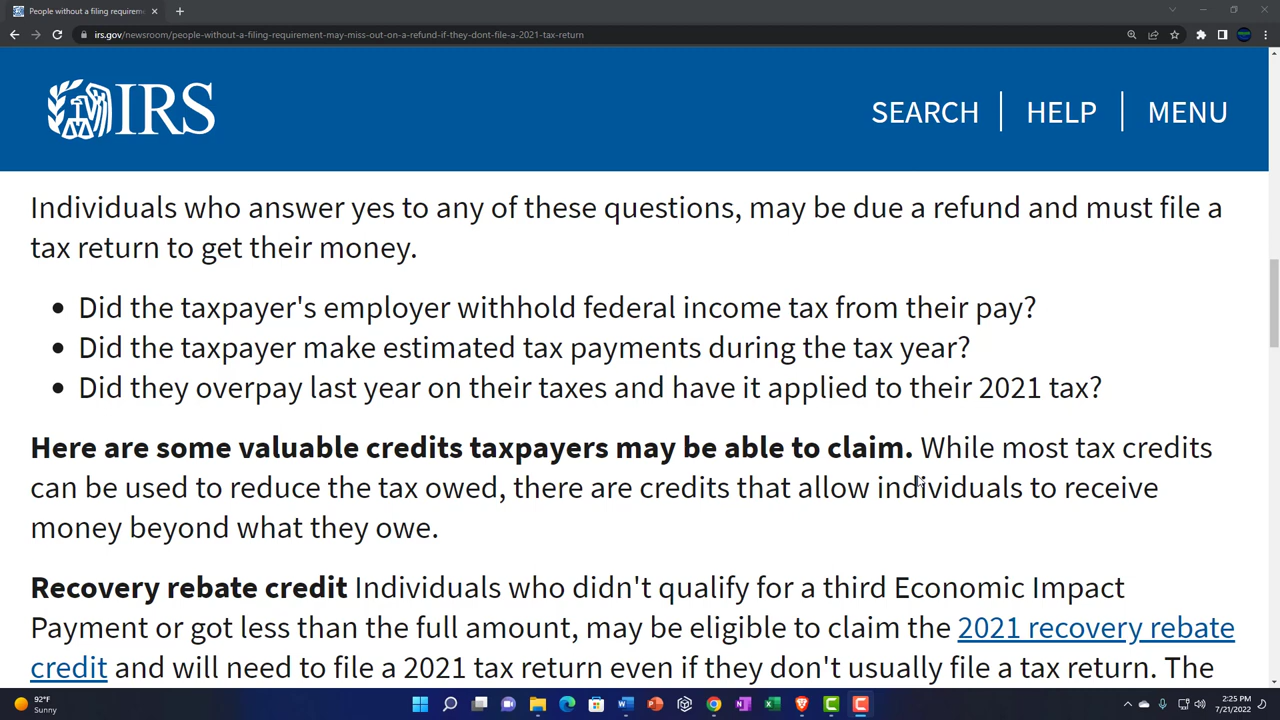 People without a filing requirem
irs.gov/newsroom/people-without-a-filing-requirement-may-miss-out-on-a-refund-if-they-dont-file-a-2021-tax-return
IRS
SEARCH | HELP | MENU
Individuals who answer yes to any of these questions, may be due a refund and must file a
tax return to get their money.
• Did the taxpayer's employer withhold federal income tax from their pay?
• Did the taxpayer make estimated tax payments during the tax year?
• Did they overpay last year on their taxes and have it applied to their 2021 tax?
Here are some valuable credits taxpayers may be able to claim. While most tax credits
can be used to reduce the tax owed, there are credits that allow individuals to receive
money beyond what they owe.
Recovery rebate credit Individuals who didn't qualify for a third Economic Impact
Payment or got less than the full amount, may be eligible to claim the 2021 recovery rebate
credit and will need to file a 2021 tax return even if they don't usually file a tax return. The
92°F
Sunny
2:25 PM
7/21/2022